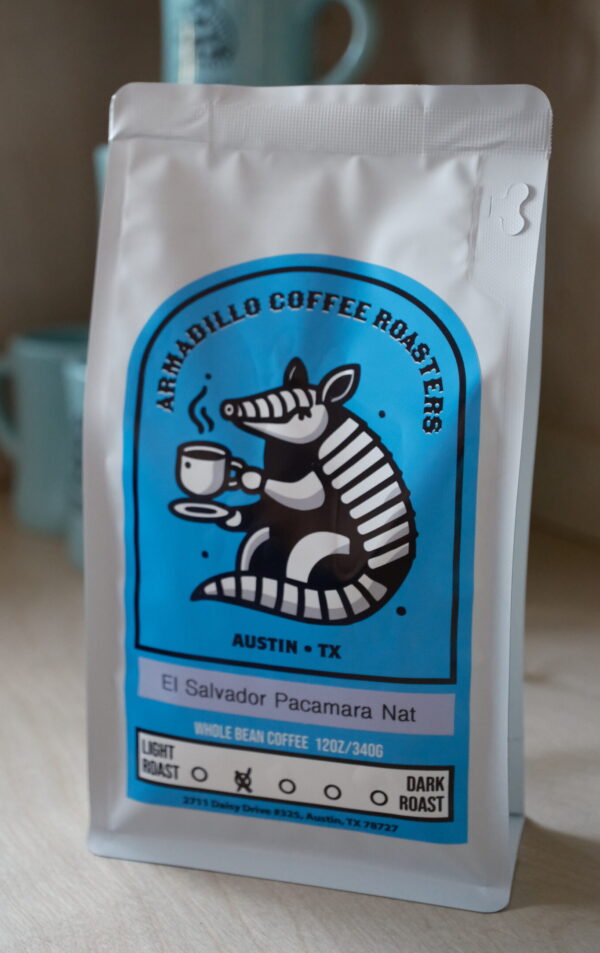 ARMADILLO COFFEE ROASTERS
AUSTIN • TX
El Salvador Pacamara Nat
WHOLE BEAN COFFEE 12OZ/340G
LIGHT ROAST
DARK ROAST
2711 Daisy Drive #325, Austin, TX 78727